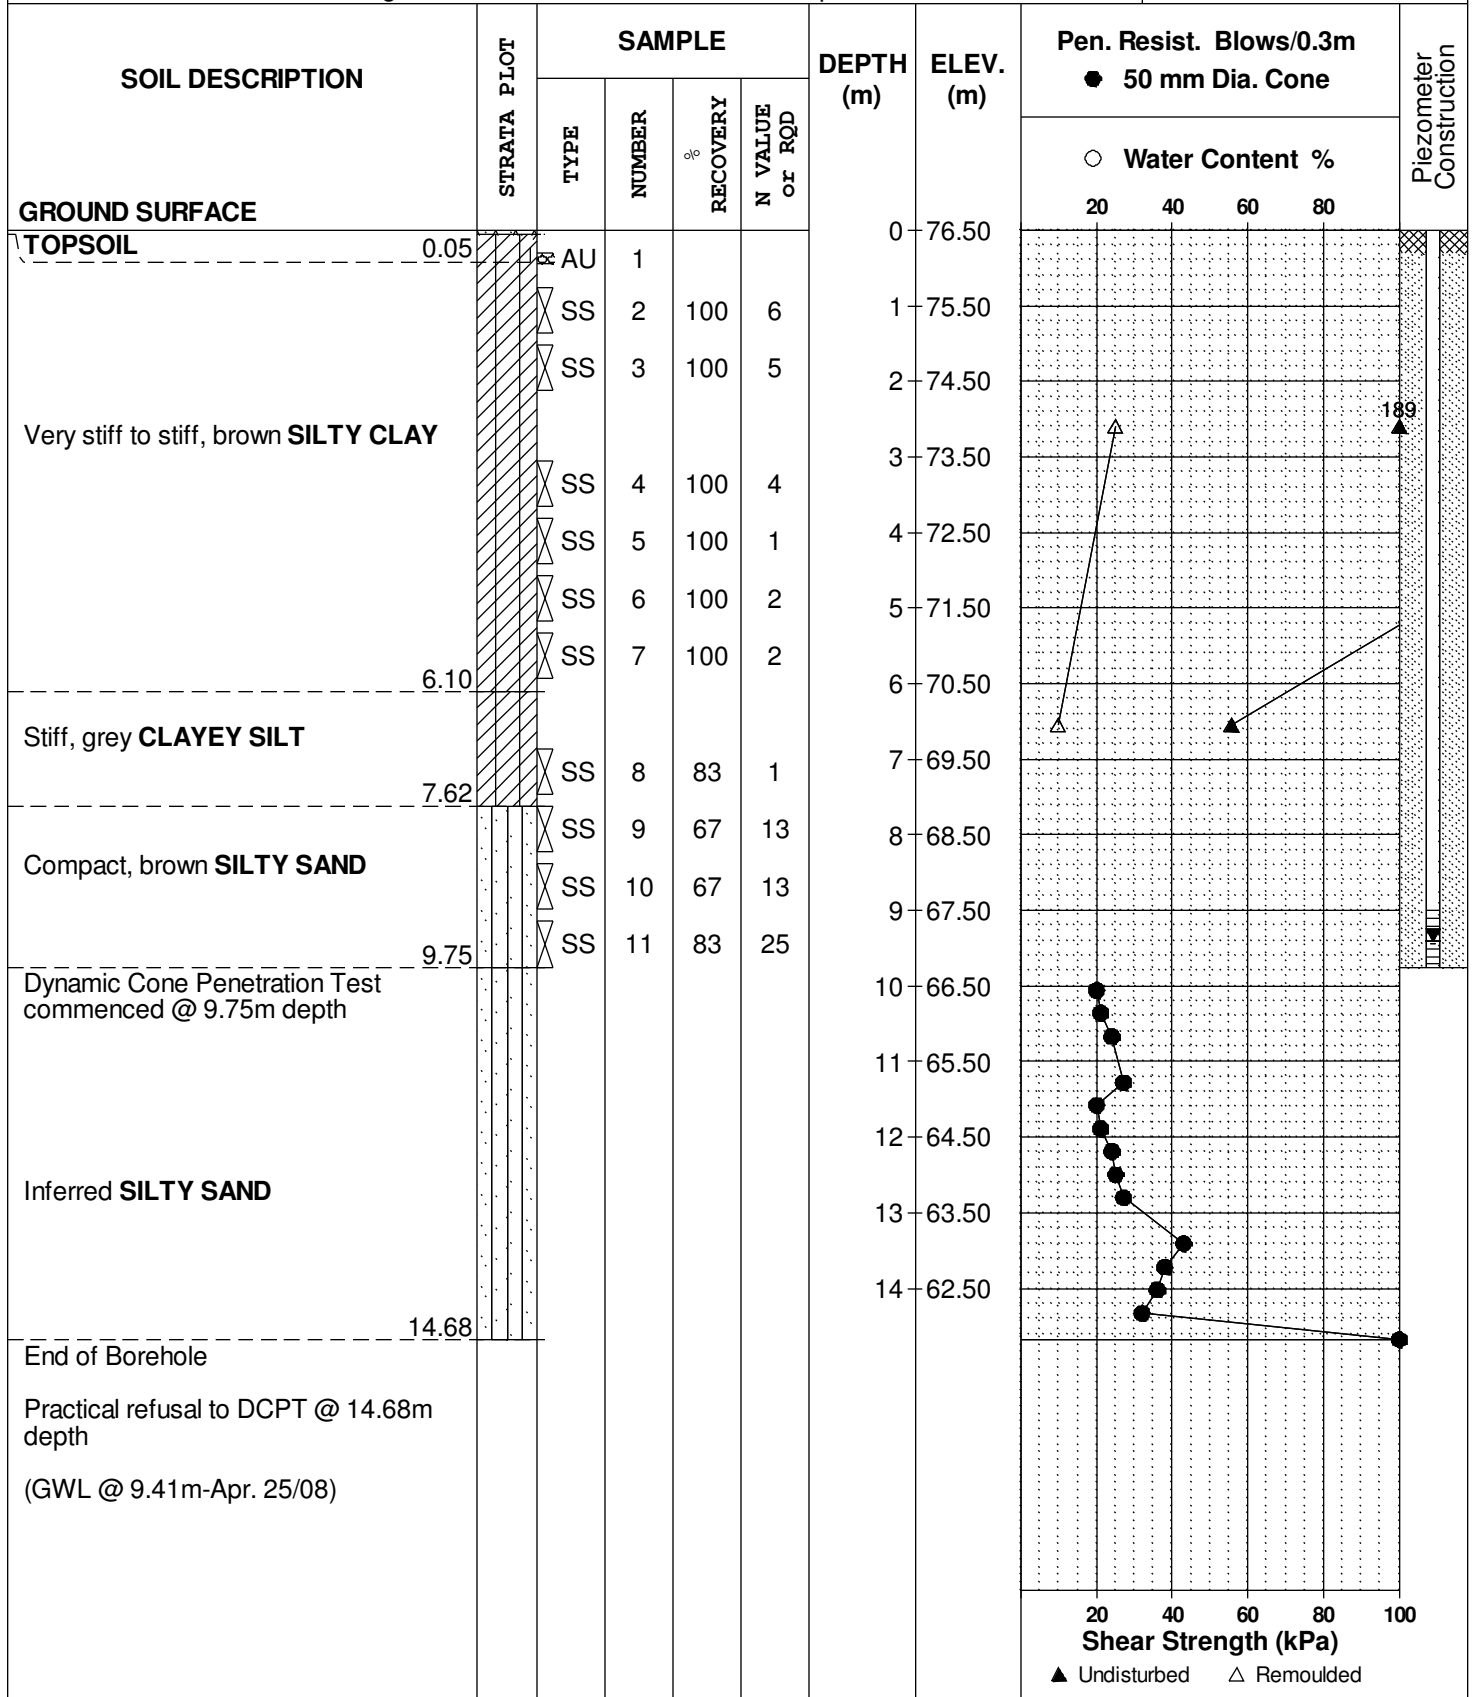 SOIL DESCRIPTION
GROUND SURFACE
STRATA PLOT
SAMPLE
TYPE
NUMBER
%
RECOVERY
N VALUE
or RQD
DEPTH
(m)
ELEV.
(m)
Pen. Resist. Blows/0.3m
● 50 mm Dia. Cone
○ Water Content %
20 40 60 80
Piezometer
Construction
TOPSOIL 0.05
0 76.50
AU 1
SS 2 100 6
1 75.50
SS 3 100 5
2 74.50
189
Very stiff to stiff, brown SILTY CLAY
3 73.50
SS 4 100 4
4 72.50
SS 5 100 1
SS 6 100 2
5 71.50
SS 7 100 2
6.10
6 70.50
Stiff, grey CLAYEY SILT
7 69.50
SS 8 83 1
7.62
SS 9 67 13
8 68.50
Compact, brown SILTY SAND
SS 10 67 13
9 67.50
SS 11 83 25
9.75
Dynamic Cone Penetration Test
commenced @ 9.75m depth
10 66.50
11 65.50
12 64.50
Inferred SILTY SAND
13 63.50
14 62.50
14.68
End of Borehole
Practical refusal to DCPT @ 14.68m
depth
(GWL @ 9.41m-Apr. 25/08)
20 40 60 80 100
Shear Strength (kPa)
▲ Undisturbed △ Remoulded